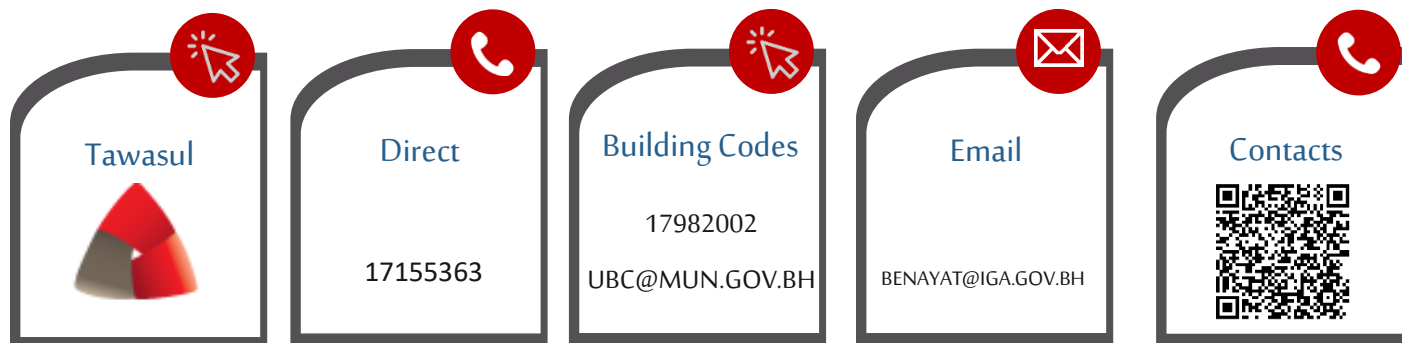 Tawasul
Direct
17155363
Building Codes
17982002
UBC@MUN.GOV.BH
Email
BENAYAT@IGA.GOV.BH
Contacts